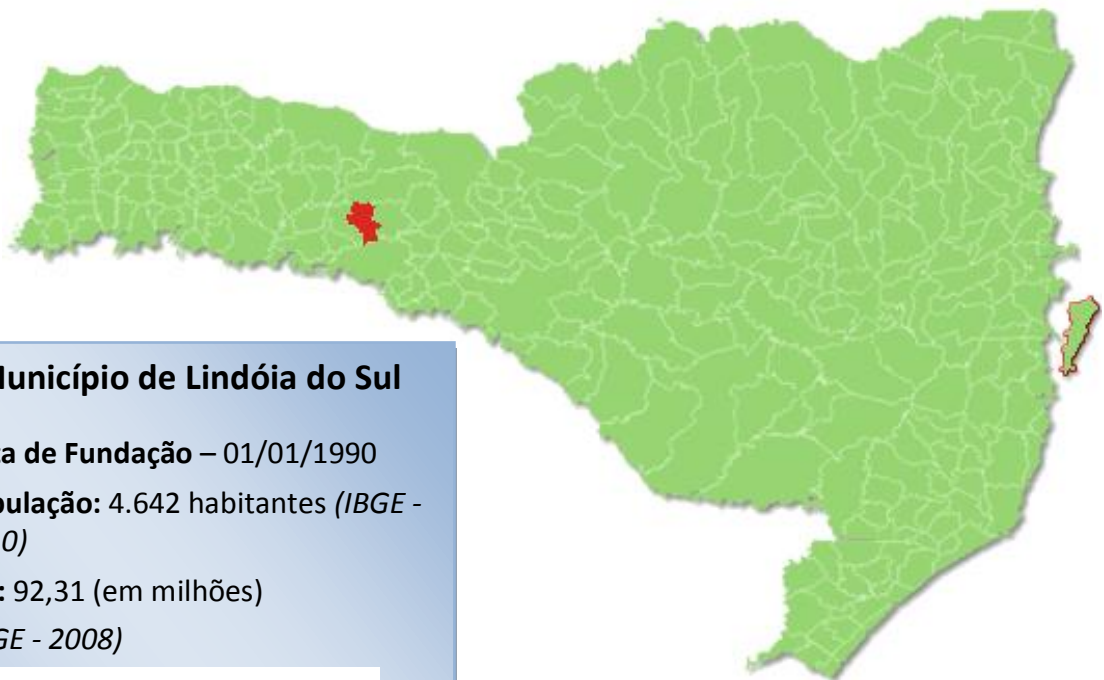 unicípio de Lindóia do Sul
a de Fundação – 01/01/1990
pulação: 4.642 habitantes (IBGE -
0)
: 92,31 (em milhões)
GE - 2008)